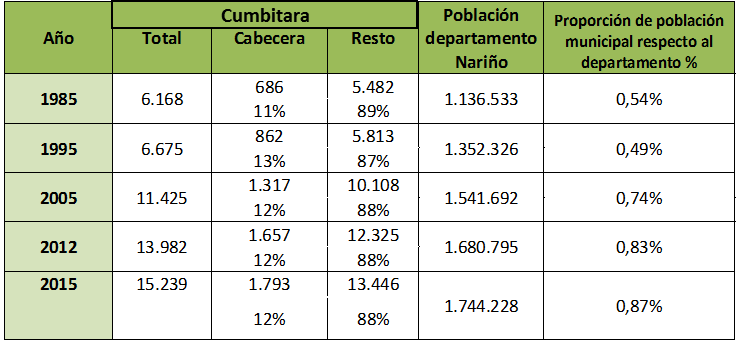 Año
Cumbitara
Total Cabecera Resto
Población departamento Nariño
Proporción de población municipal respecto al departamento %
1985 6.168 686 5.482 1.136.533 0,54%
11% 89%
1995 6.675 862 5.813 1.352.326 0,49%
13% 87%
2005 11.425 1.317 10.108 1.541.692 0,74%
12% 88%
2012 13.982 1.657 12.325 1.680.795 0,83%
12% 88%
2015 15.239 1.793 13.446 1.744.228 0,87%
12% 88%